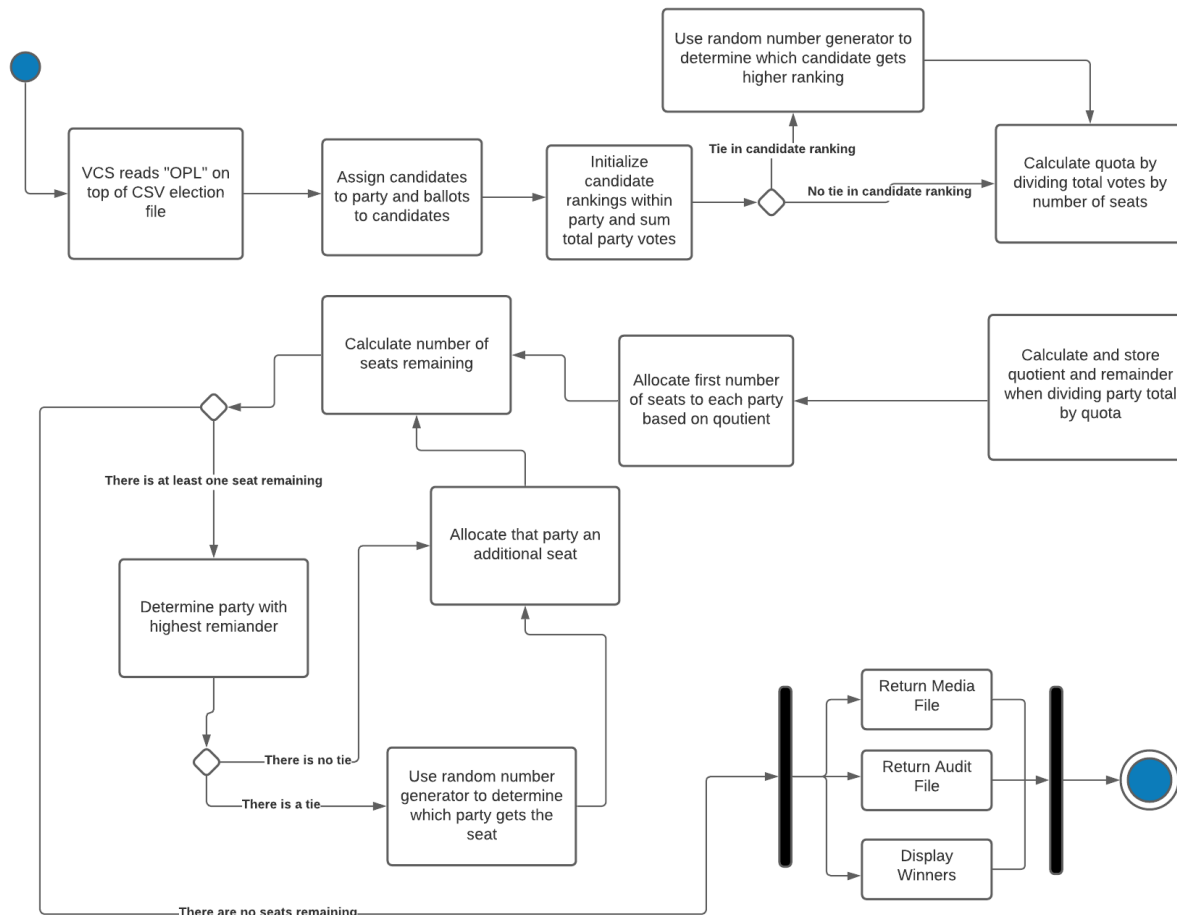 Use random number generator to
determine which candidate gets
higher ranking
VCS reads "OPL" on
top of CSV election
file
Assign candidates
to party and ballots
to candidates
Initialize
candidate
rankings within
party and sum
total party votes
Tie in candidate ranking
No tie in candidate ranking
Calculate quota by
dividing total votes by
number of seats
Calculate number of
seats remaining
Allocate first number
of seats to each party
based on qoutient
Calculate and store
quotient and remainder
when dividing party total
by quota
There is at least one seat remaining
Allocate that party an
additional seat
Determine party with
highest remiander
There is no tie
There is a tie
Use random number
generator to determine
which party gets the
seat
Return Media
File
Return Audit
File
Display
Winners
There are no seats remaining